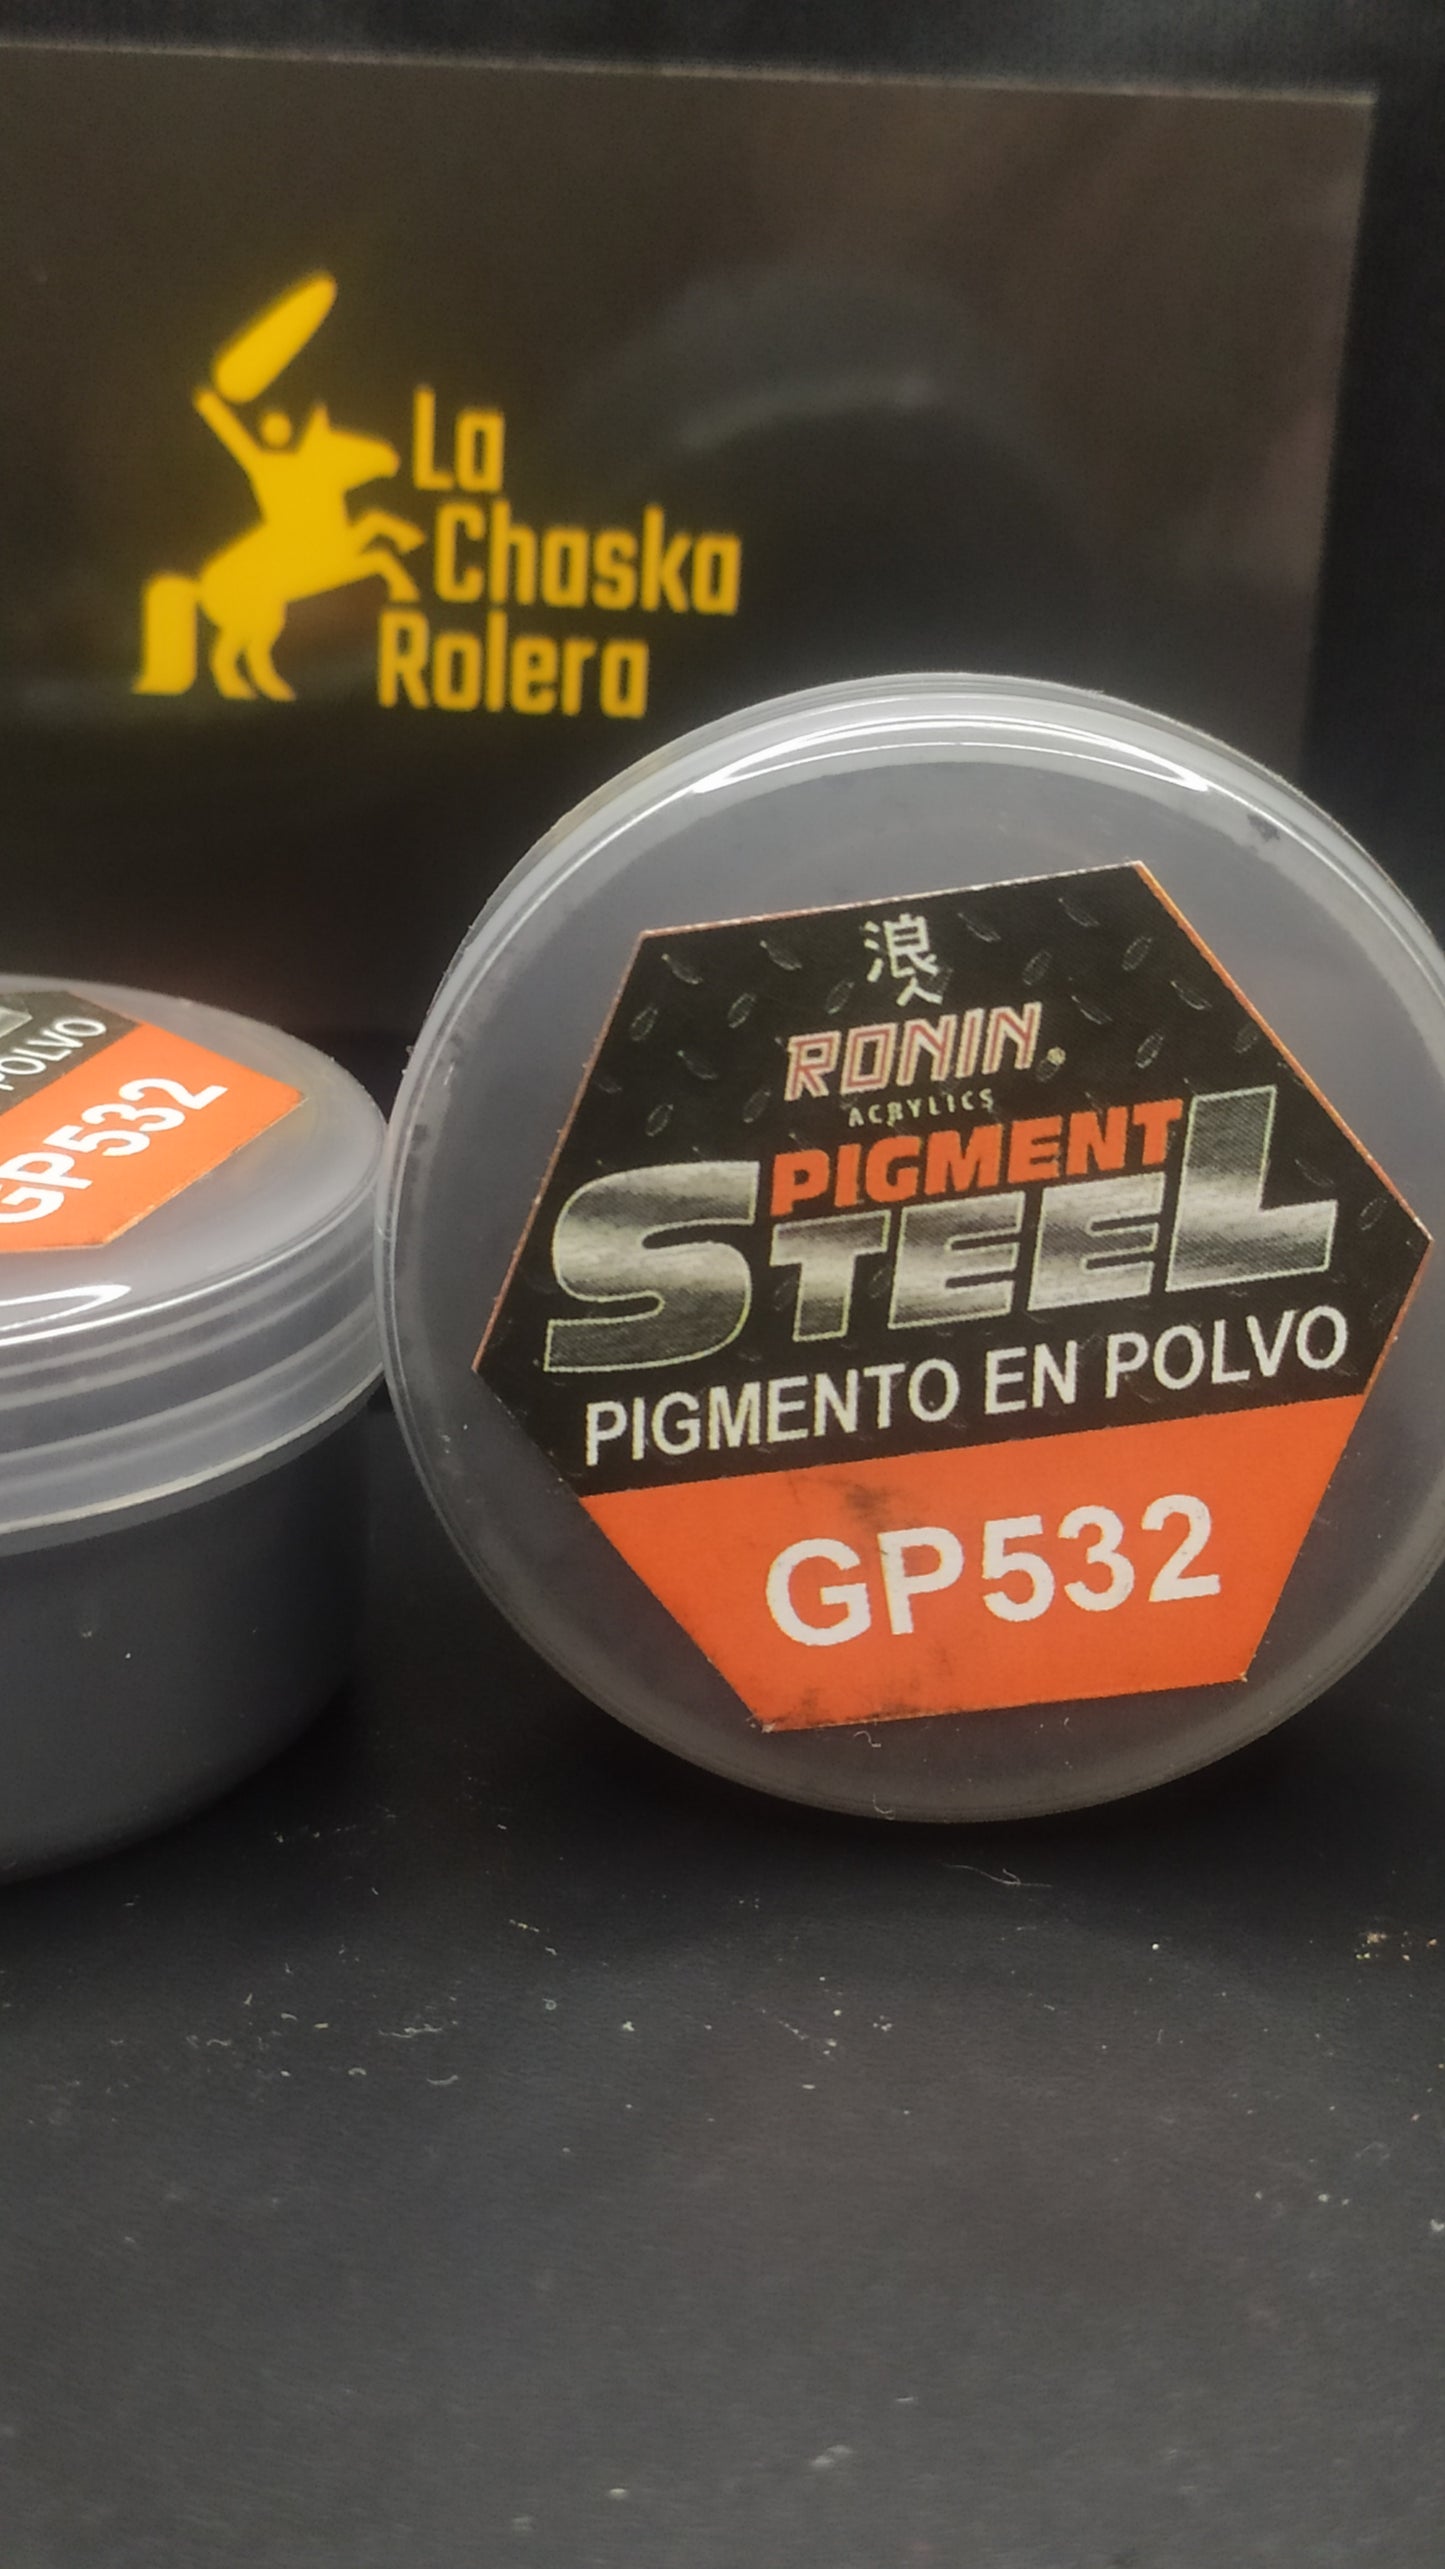 La
Chaska
Rolera
浪
人
RONIN®
ACRYLICS
PIGMENT
STEEL
PIGMENTO EN POLVO
GP532
POLVO
GP532